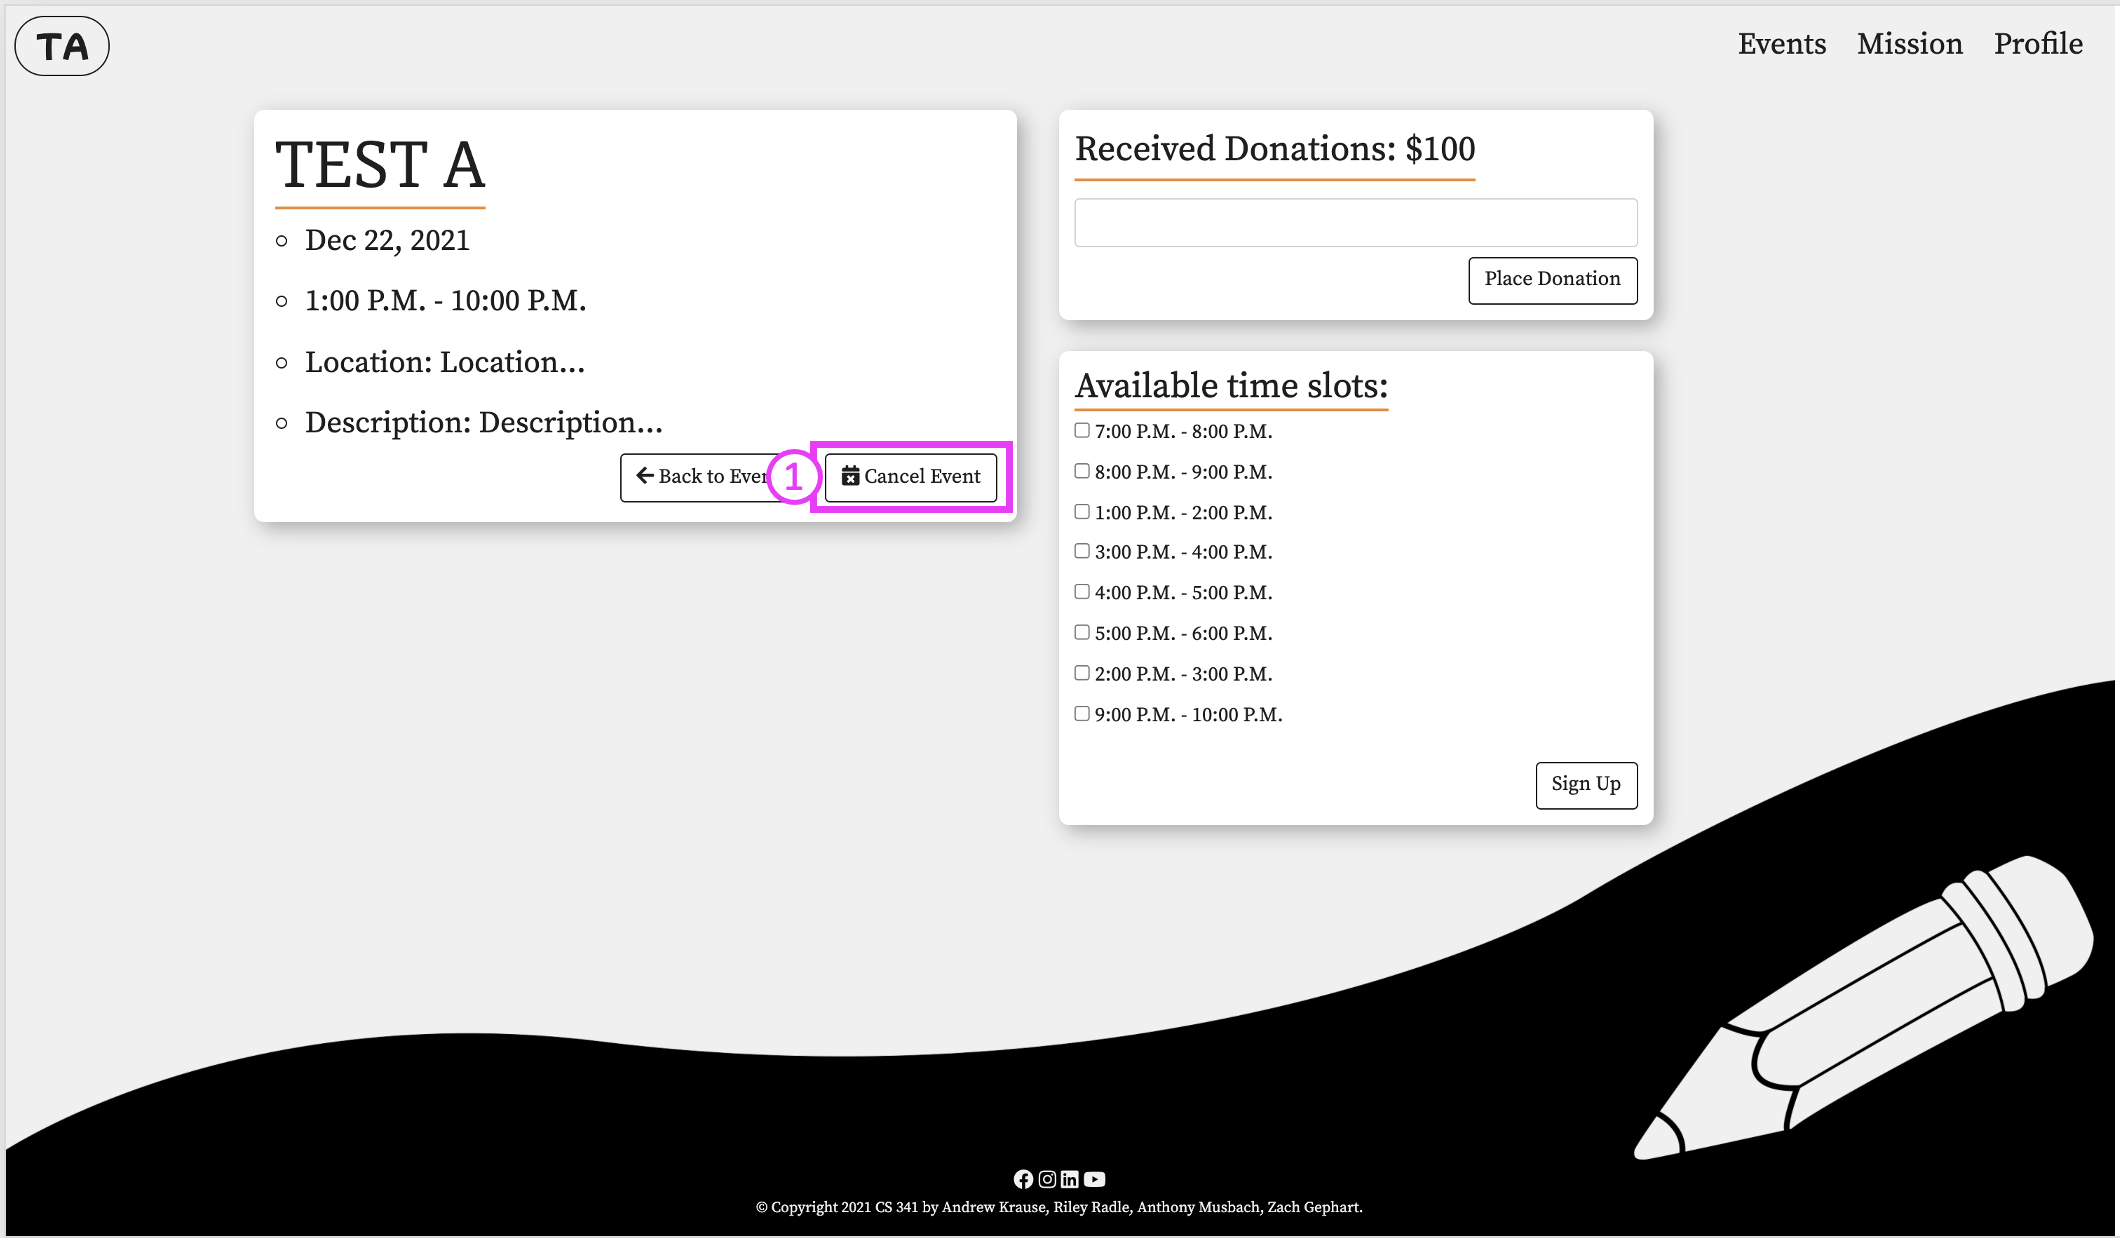 TA
Events Mission Profile
TEST A
Dec 22, 2021
1:00 P.M. - 10:00 P.M.
Location: Location...
Description: Description...
Back to Even
1
Cancel Event
Received Donations: $100
Place Donation
Available time slots:
7:00 P.M. - 8:00 P.M.
8:00 P.M. - 9:00 P.M.
1:00 P.M. - 2:00 P.M.
3:00 P.M. - 4:00 P.M.
4:00 P.M. - 5:00 P.M.
5:00 P.M. - 6:00 P.M.
2:00 P.M. - 3:00 P.M.
9:00 P.M. - 10:00 P.M.
Sign Up
© Copyright 2021 CS 341 by Andrew Krause, Riley Radle, Anthony Musbach, Zach Gephart.